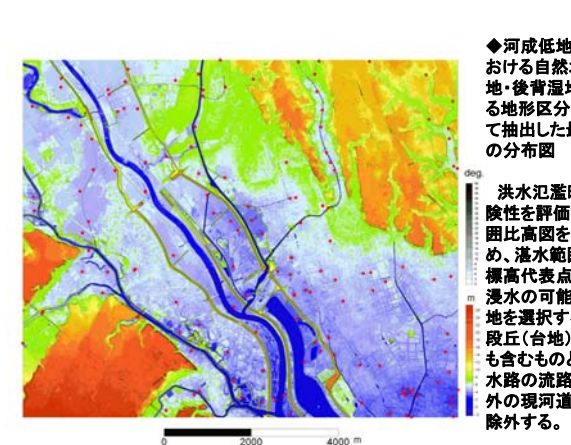 ◆河成低地
おける自然
地・後背湿
る地形区分
て抽出した
の分布図
洪水氾濫
険性を評価
囲比高図を
め、湛水範
標高代表点
浸水の可能
地を選択す
段丘(台地)
も含むもの
水路の流路
外の現河道
除外する。
deg.
m
0 2000 4000 m